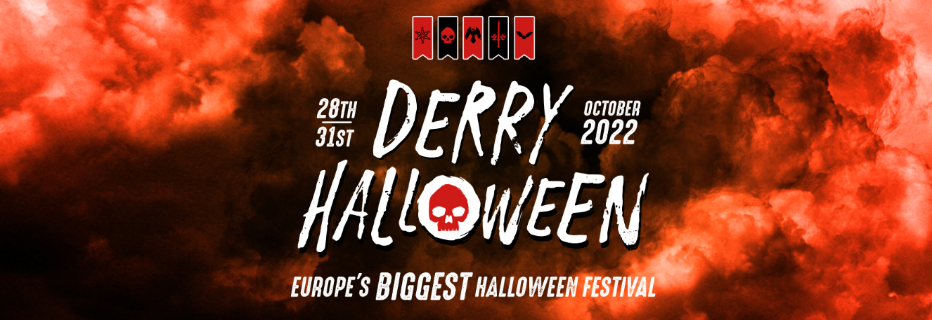 28TH
31ST
DERRY
OCTOBER
2022
HALLOWEEN
EUROPE'S BIGGEST HALLOWEEN FESTIVAL